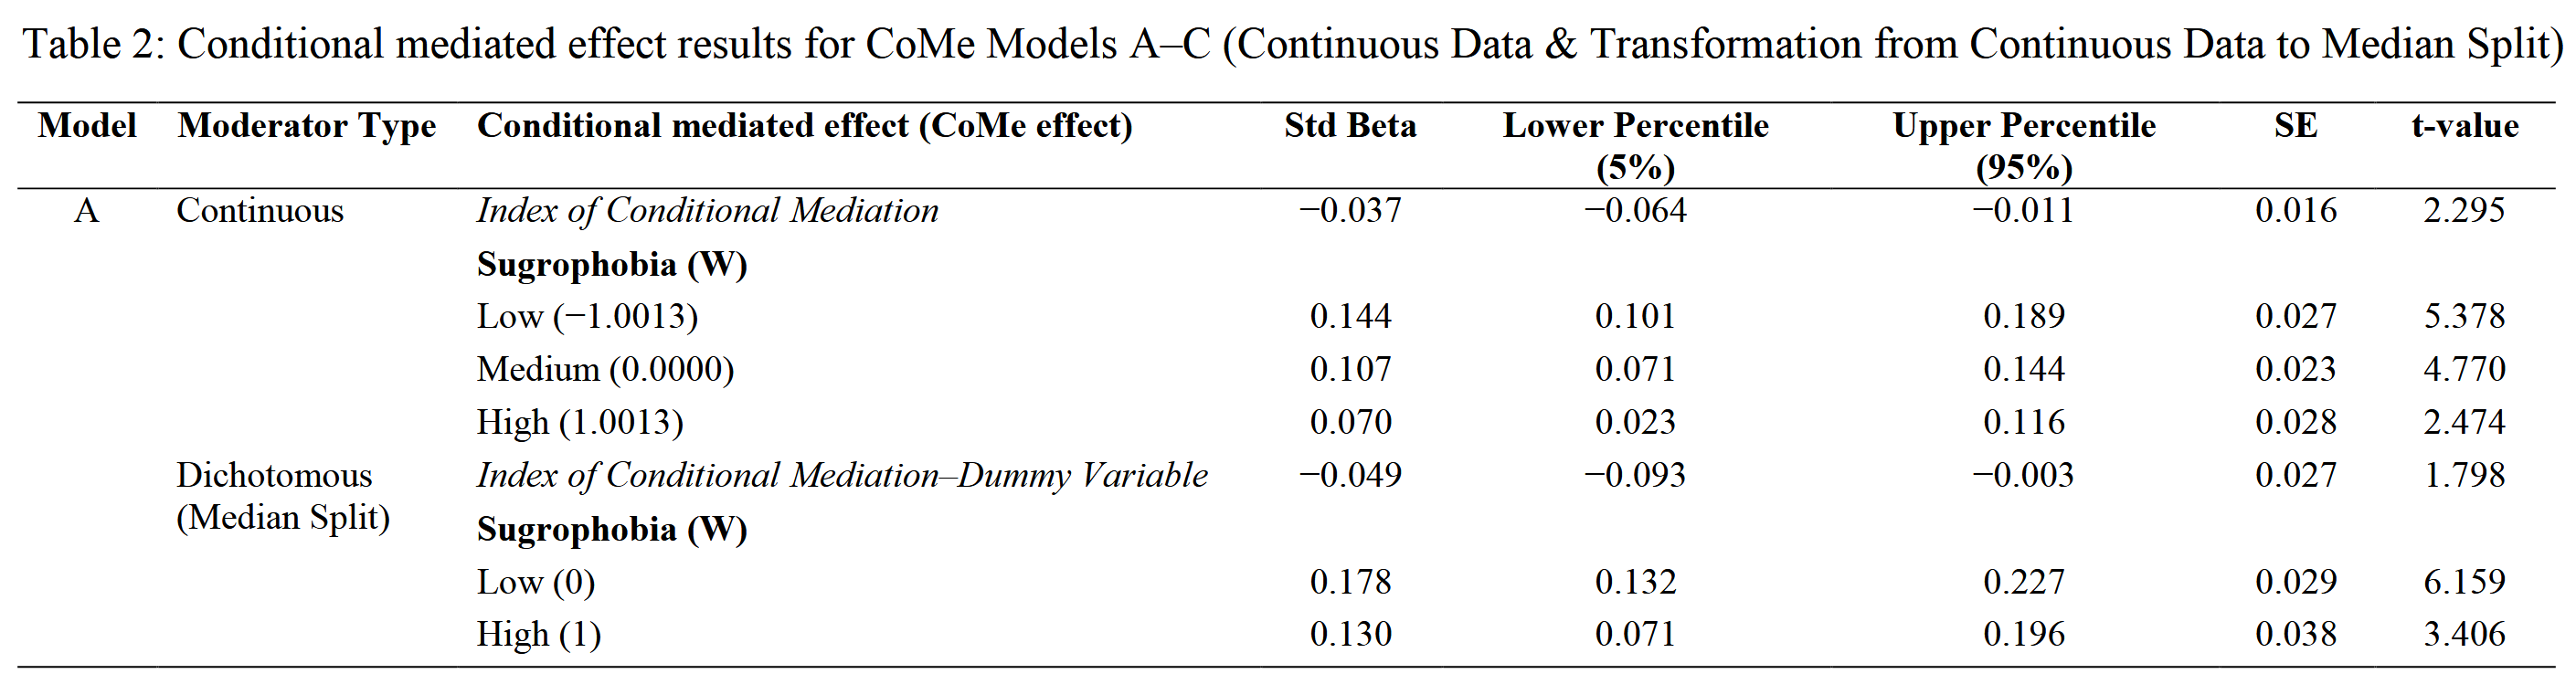 Table 2: Conditional mediated effect results for CoMe Models A–C (Continuous Data & Transformation from Continuous Data to Median Split)
Model Moderator Type Conditional mediated effect (CoMe effect) Std Beta Lower Percentile (5%) Upper Percentile (95%) SE t-value
A Continuous Index of Conditional Mediation −0.037 −0.064 −0.011 0.016 2.295
Sugrophobia (W)
Low (−1.0013) 0.144 0.101 0.189 0.027 5.378
Medium (0.0000) 0.107 0.071 0.144 0.023 4.770
High (1.0013) 0.070 0.023 0.116 0.028 2.474
Dichotomous (Median Split) Index of Conditional Mediation–Dummy Variable −0.049 −0.093 −0.003 0.027 1.798
Sugrophobia (W)
Low (0) 0.178 0.132 0.227 0.029 6.159
High (1) 0.130 0.071 0.196 0.038 3.406